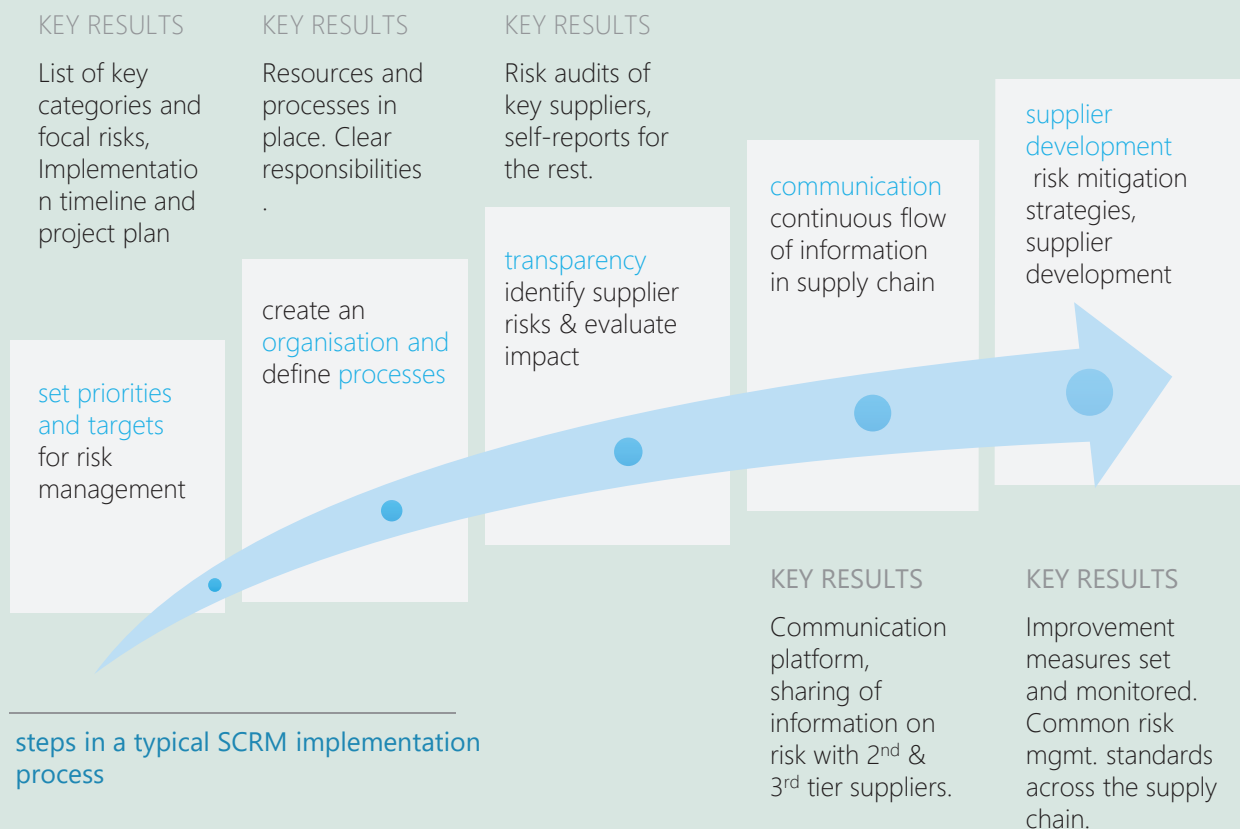 KEY RESULTS
List of key
categories and
focal risks,
Implementatio
n timeline and
project plan
set priorities
and targets
for risk
management
KEY RESULTS
Resources and
processes in
place. Clear
responsibilities
.
create an
organisation and
define processes
KEY RESULTS
Risk audits of
key suppliers,
self-reports for
the rest.
transparency
identify supplier
risks & evaluate
impact
communication
continuous flow
of information
in supply chain
KEY RESULTS
Communication
platform,
sharing of
information on
risk with 2nd &
3rd tier suppliers.
supplier
development
risk mitigation
strategies,
supplier
development
KEY RESULTS
Improvement
measures set
and monitored.
Common risk
mgmt. standards
across the supply
chain.
steps in a typical SCRM implementation
process